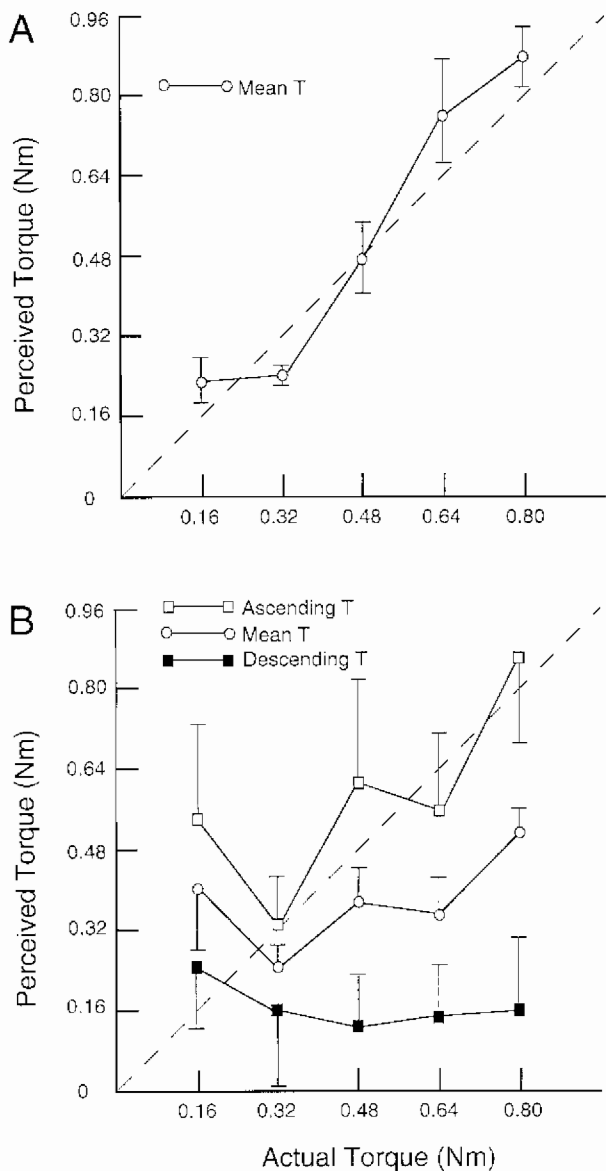 A
0.96
Mean T
0.80
0.64
0.48
0.32
0.16
0
Perceived Torque (Nm)
0.16 0.32 0.48 0.64 0.80
B
0.96
Ascending T
Mean T
Descending T
0.80
0.64
0.48
0.32
0.16
0
Perceived Torque (Nm)
0.16 0.32 0.48 0.64 0.80
Actual Torque (Nm)